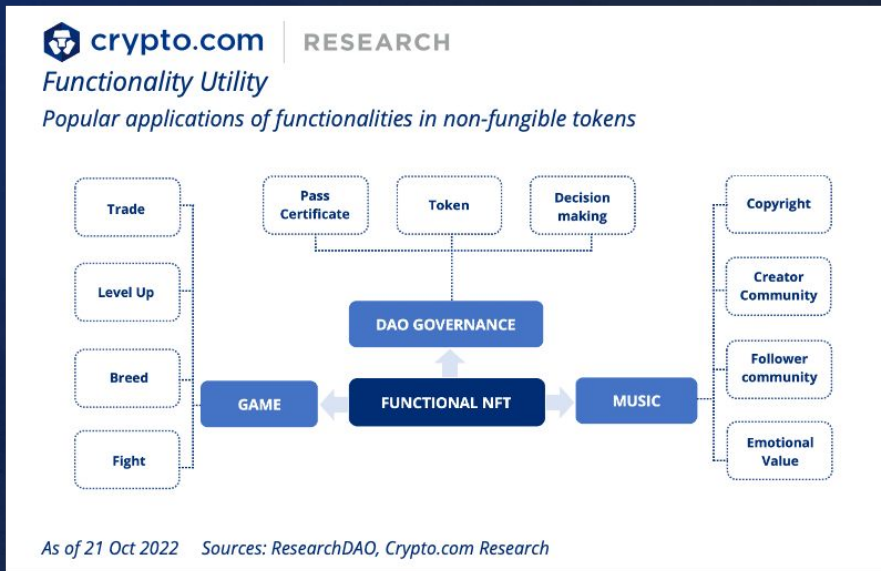 crypto.com | RESEARCH
Functionality Utility
Popular applications of functionalities in non-fungible tokens
Trade
Level Up
Breed
Fight
Pass
Certificate
Token
Decision
making
Copyright
Creator
Community
Follower
community
Emotional
Value
DAO GOVERNANCE
GAME
FUNCTIONAL NFT
MUSIC
As of 21 Oct 2022 Sources: ResearchDAO, Crypto.com Research